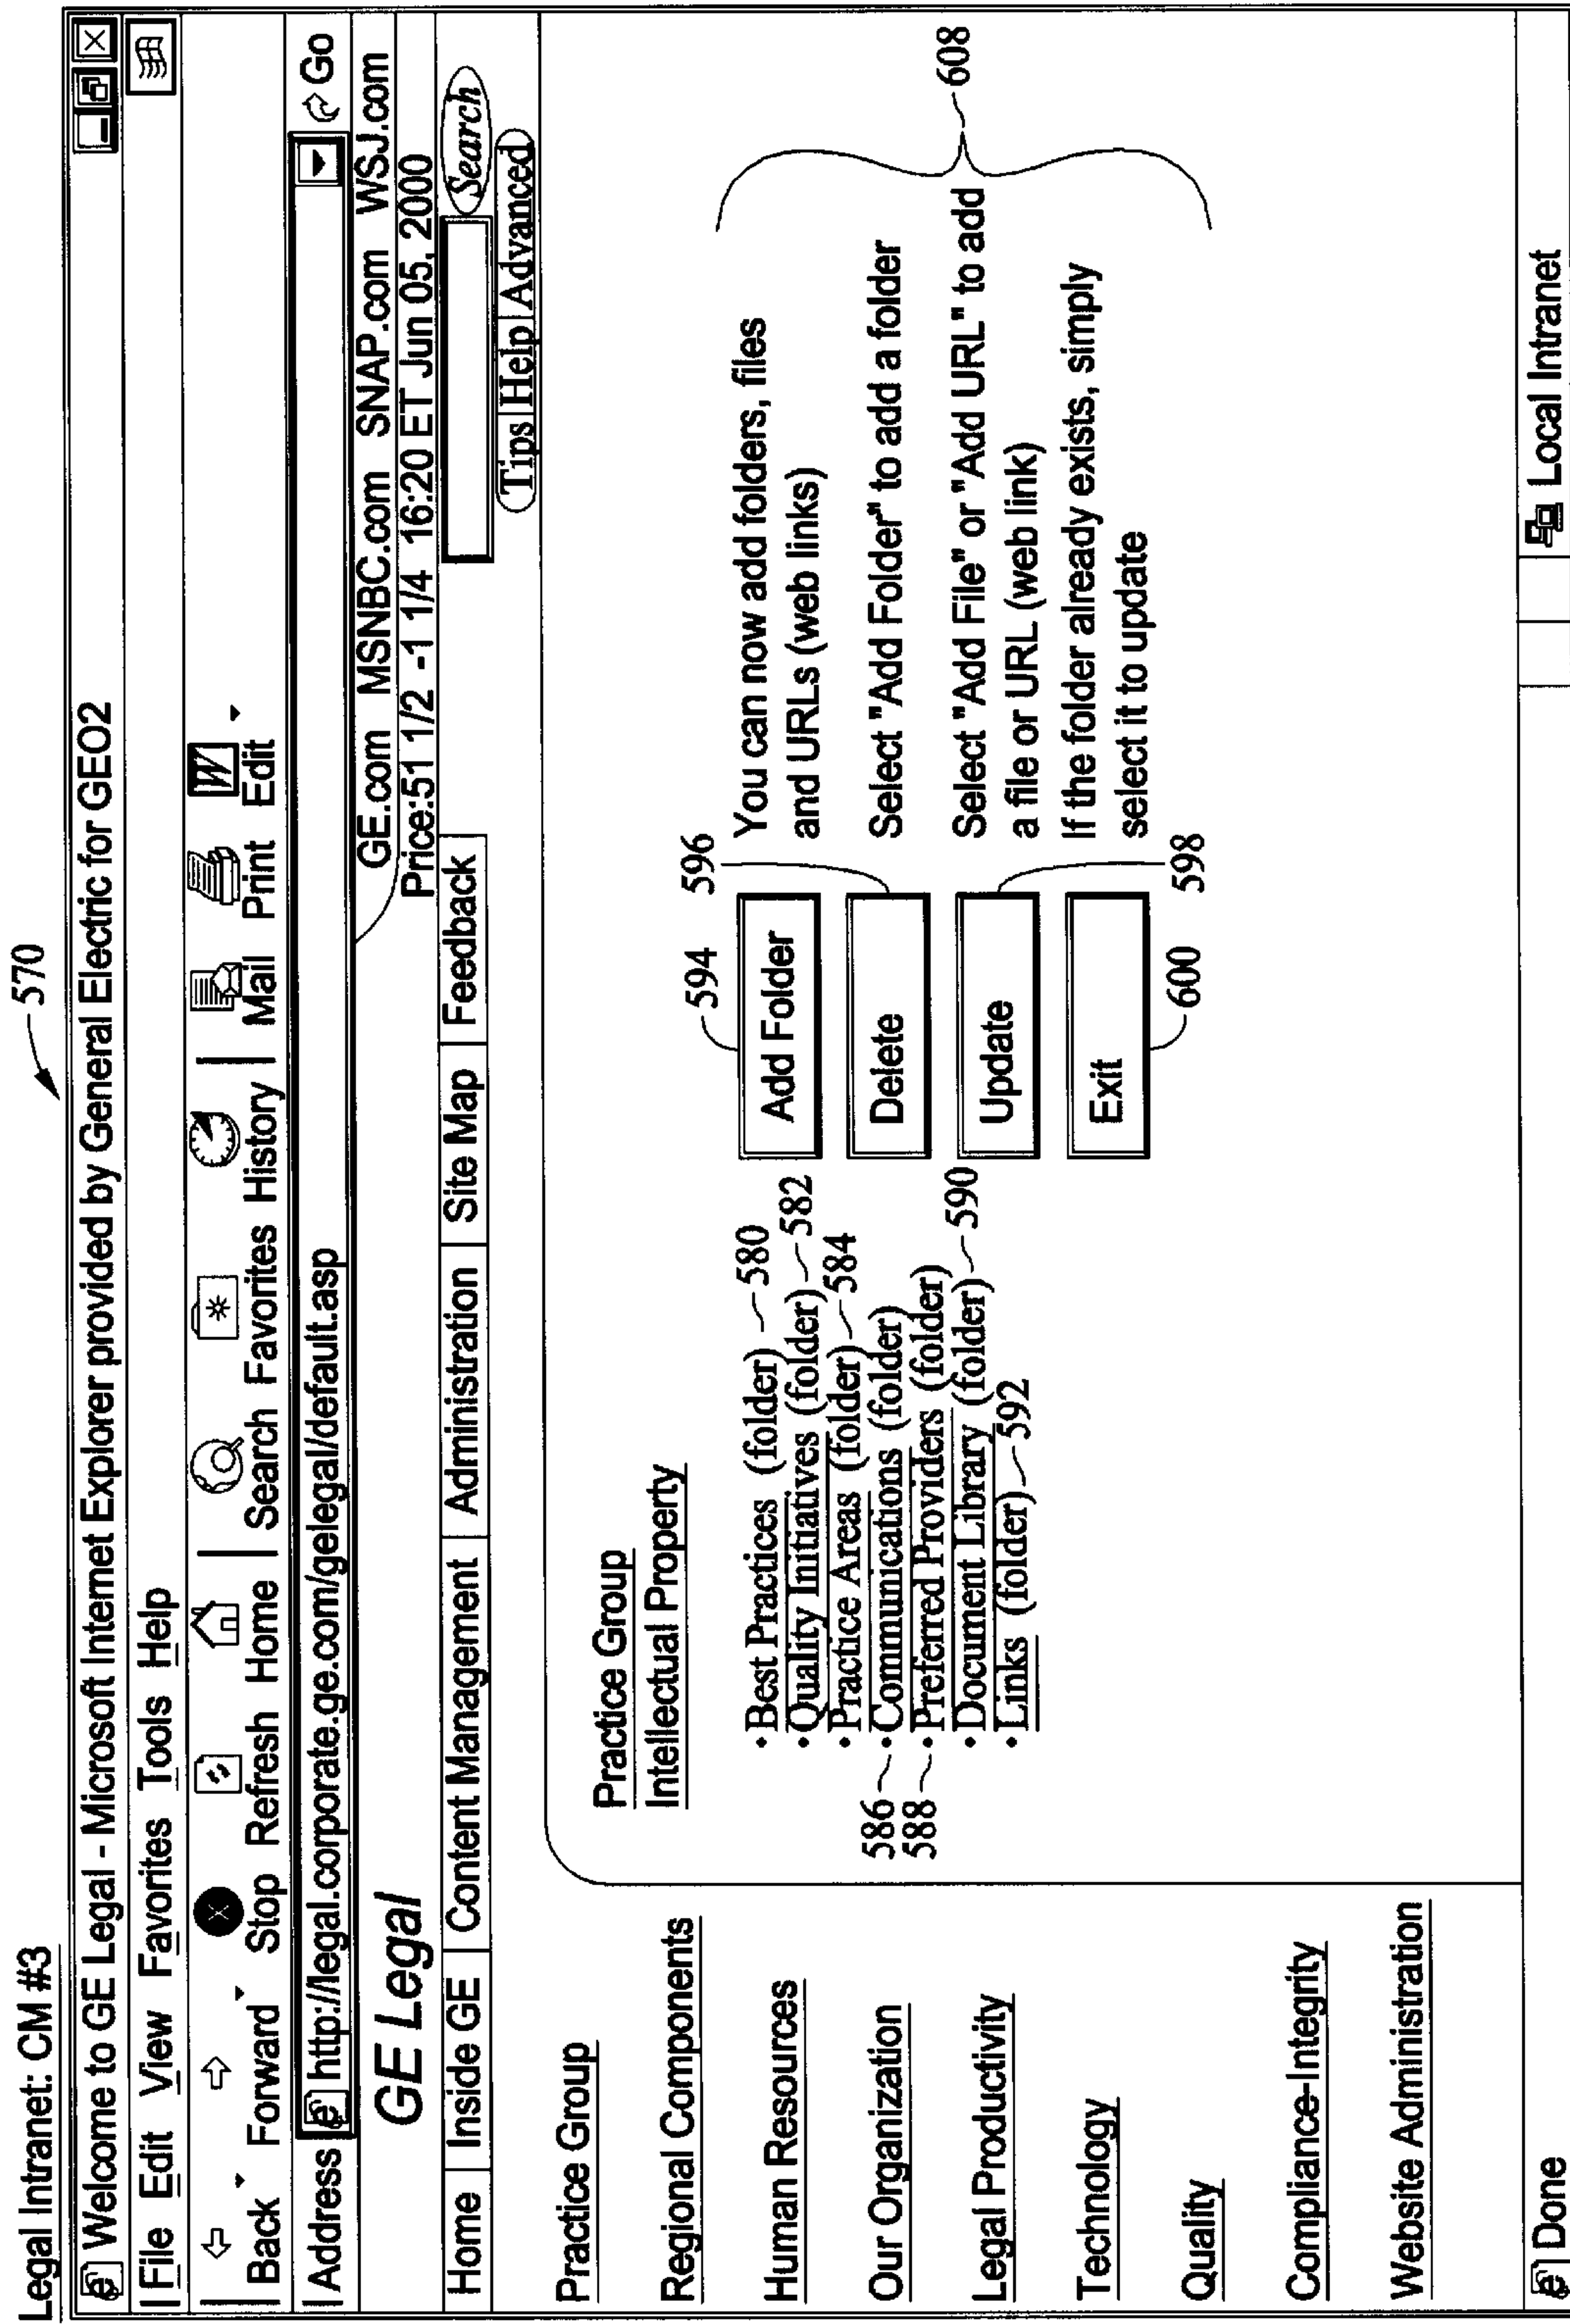 Legal Intranet: CM #3
570
Welcome to GE Legal - Microsoft Internet Explorer provided by General Electric for GEO2
File Edit View Favorites Tools Help
W
Back Forward Stop Refresh Home Search Favorites History Mail Print Edit
Address http://legal.corporate.ge.com/gelegal/default.asp Go
GE Legal
GE.com MSNBC.com SNAP.com WSJ.com
Price:51 1/2 -1 1/4 16:20 ET Jun 05, 2000
Home Inside GE Content Management Administration Site Map Feedback Search
Tips Help Advanced
Practice Group
Regional Components
Human Resources
Our Organization
Legal Productivity
Technology
Quality
Compliance-Integrity
Website Administration
Practice Group
Intellectual Property
• Best Practices (folder) 580
• Quality Initiatives (folder) 582
• Practice Areas (folder) 584
586 • Communications (folder)
588 • Preferred Providers (folder)
• Document Library (folder) 590
• Links (folder) 592
594
596
Add Folder
Delete
Update
Exit
598
600
You can now add folders, files
and URLs (web links)
Select "Add Folder" to add a folder
Select "Add File" or "Add URL" to add
a file or URL (web link)
If the folder already exists, simply
select it to update
608
Done Local Intranet